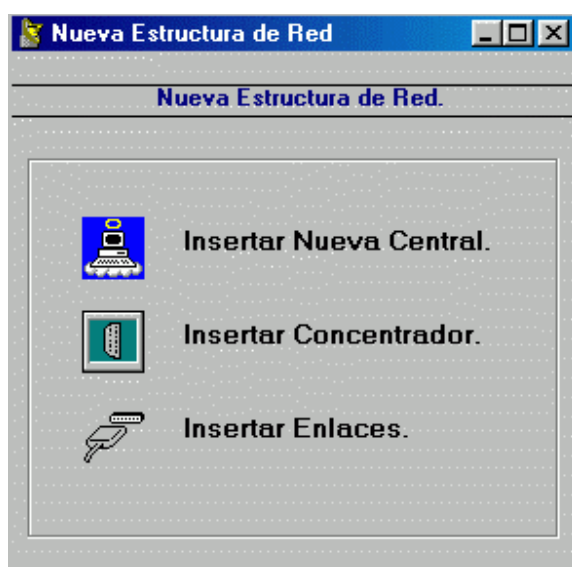 Nueva Estructura de Red
Nueva Estructura de Red.
Insertar Nueva Central.
Insertar Concentrador.
Insertar Enlaces.